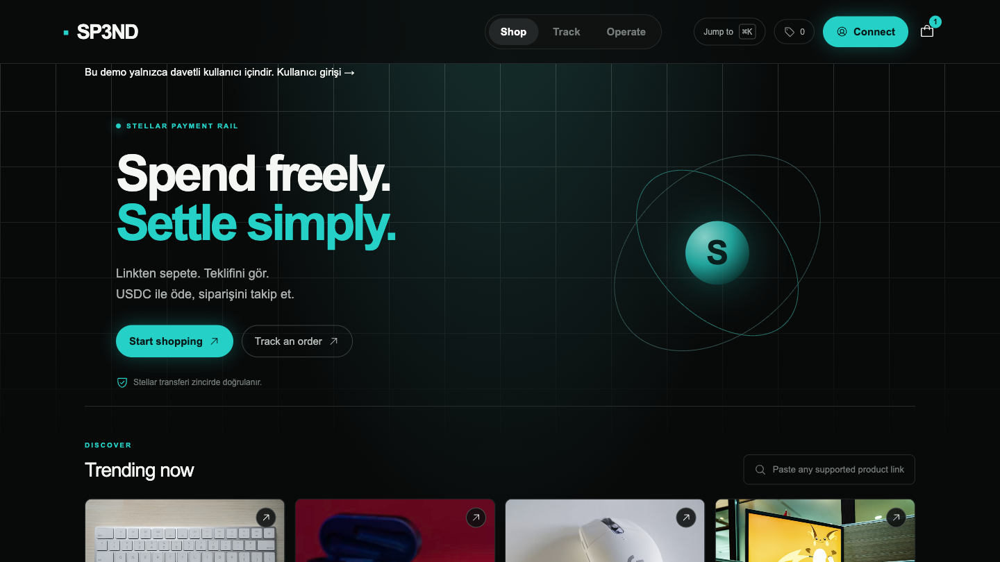 SP3ND
Shop
Track
Operate
Jump to ⌘K
0
Connect
1
Bu demo yalnızca davetli kullanıcı içindir. Kullanıcı girişi →
STELLAR PAYMENT RAIL
Spend freely.
Settle simply.
S
Linkten sepete. Teklifini gör.
USDC ile öde, siparişini takip et.
Start shopping
Track an order
Stellar transferi zincirde doğrulanır.
DISCOVER
Trending now
Paste any supported product link